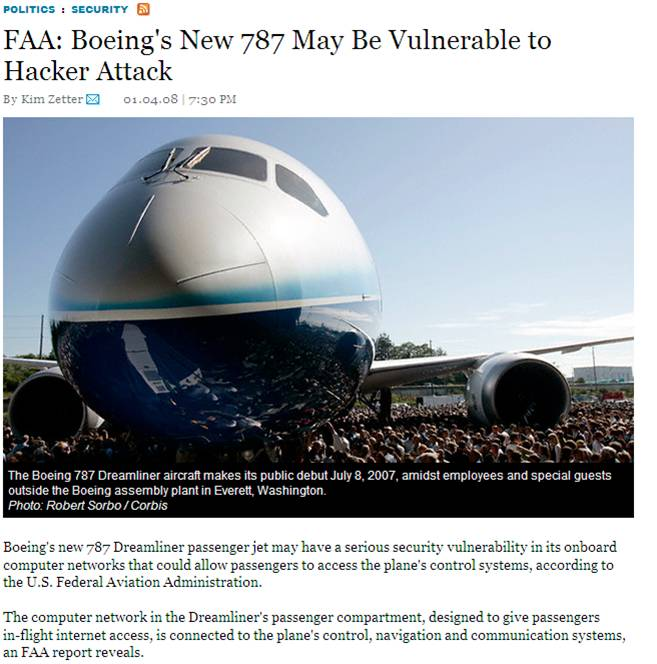 POLITICS : SECURITY
FAA: Boeing's New 787 May Be Vulnerable to
Hacker Attack
By Kim Zetter 01.04.08 | 7:30 PM
The Boeing 787 Dreamliner aircraft makes its public debut July 8, 2007, amidst employees and special guests
outside the Boeing assembly plant in Everett, Washington.
Photo: Robert Sorbo / Corbis
Boeing's new 787 Dreamliner passenger jet may have a serious security vulnerability in its onboard
computer networks that could allow passengers to access the plane's control systems, according to
the U.S. Federal Aviation Administration.
The computer network in the Dreamliner's passenger compartment, designed to give passengers
in-flight internet access, is connected to the plane's control, navigation and communication systems,
an FAA report reveals.